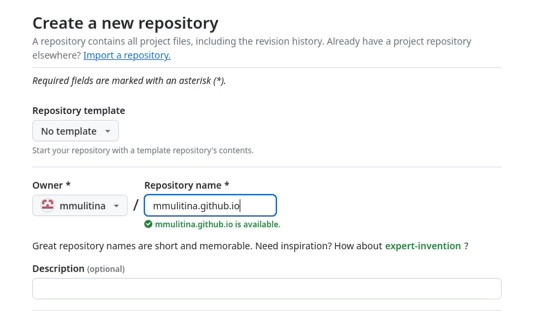 Create a new repository
A repository contains all project files, including the revision history. Already have a project repository
elsewhere? Import a repository.
Required fields are marked with an asterisk (*).
Repository template
No template
Start your repository with a template repository's contents.
Owner * Repository name *
mmulitina / mmulitina.github.io
mmulitina.github.io is available.
Great repository names are short and memorable. Need inspiration? How about expert-invention ?
Description (optional)